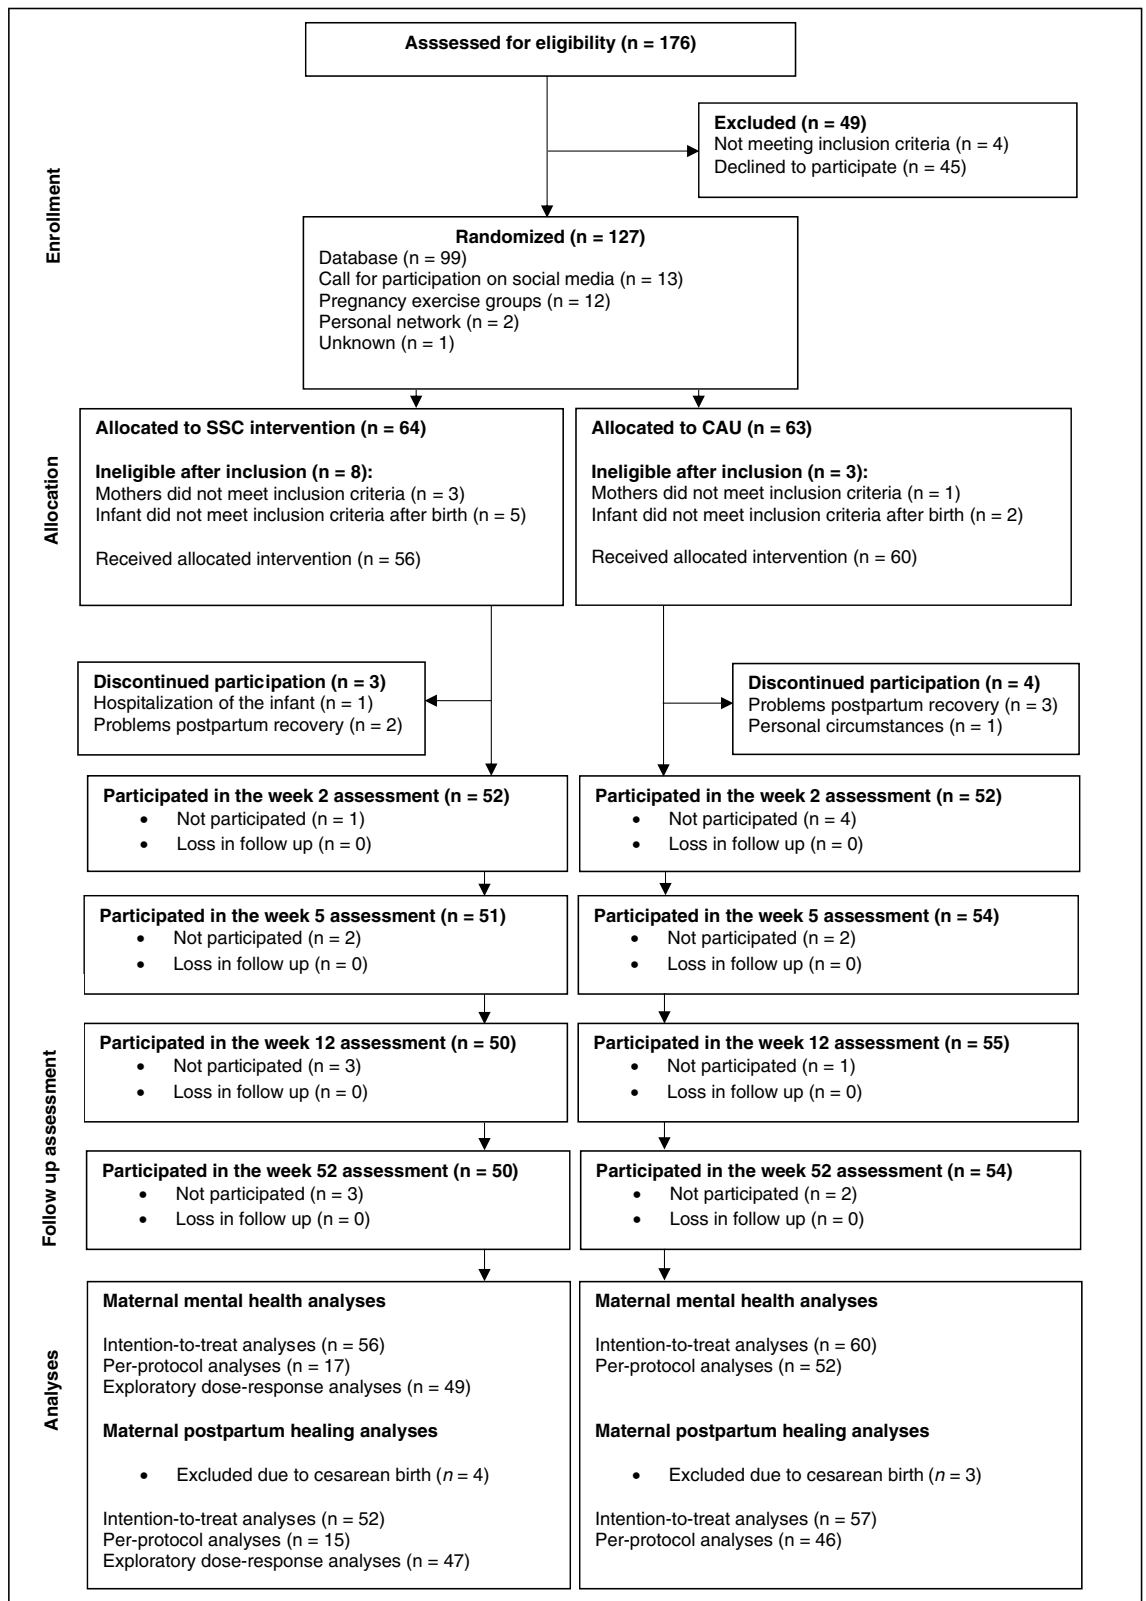 Asssessed for eligibility (n = 176)
Excluded (n = 49)
Not meeting inclusion criteria (n = 4)
Declined to participate (n = 45)
Enrollment
Randomized (n = 127)
Database (n = 99)
Call for participation on social media (n = 13)
Pregnancy exercise groups (n = 12)
Personal network (n = 2)
Unknown (n = 1)
Allocation
Allocated to SSC intervention (n = 64)
Ineligible after inclusion (n = 8):
Mothers did not meet inclusion criteria (n = 3)
Infant did not meet inclusion criteria after birth (n = 5)
Received allocated intervention (n = 56)
Allocated to CAU (n = 63)
Ineligible after inclusion (n = 3):
Mothers did not meet inclusion criteria (n = 1)
Infant did not meet inclusion criteria after birth (n = 2)
Received allocated intervention (n = 60)
Discontinued participation (n = 3)
Hospitalization of the infant (n = 1)
Problems postpartum recovery (n = 2)
Discontinued participation (n = 4)
Problems postpartum recovery (n = 3)
Personal circumstances (n = 1)
Follow up assessment
Participated in the week 2 assessment (n = 52)
• Not participated (n = 1)
• Loss in follow up (n = 0)
Participated in the week 2 assessment (n = 52)
• Not participated (n = 4)
• Loss in follow up (n = 0)
Participated in the week 5 assessment (n = 51)
• Not participated (n = 2)
• Loss in follow up (n = 0)
Participated in the week 5 assessment (n = 54)
• Not participated (n = 2)
• Loss in follow up (n = 0)
Participated in the week 12 assessment (n = 50)
• Not participated (n = 3)
• Loss in follow up (n = 0)
Participated in the week 12 assessment (n = 55)
• Not participated (n = 1)
• Loss in follow up (n = 0)
Participated in the week 52 assessment (n = 50)
• Not participated (n = 3)
• Loss in follow up (n = 0)
Participated in the week 52 assessment (n = 54)
• Not participated (n = 2)
• Loss in follow up (n = 0)
Analyses
Maternal mental health analyses
Intention-to-treat analyses (n = 56)
Per-protocol analyses (n = 17)
Exploratory dose-response analyses (n = 49)
Maternal postpartum healing analyses
• Excluded due to cesarean birth (n = 4)
Intention-to-treat analyses (n = 52)
Per-protocol analyses (n = 15)
Exploratory dose-response analyses (n = 47)
Maternal mental health analyses
Intention-to-treat analyses (n = 60)
Per-protocol analyses (n = 52)
Maternal postpartum healing analyses
• Excluded due to cesarean birth (n = 3)
Intention-to-treat analyses (n = 57)
Per-protocol analyses (n = 46)